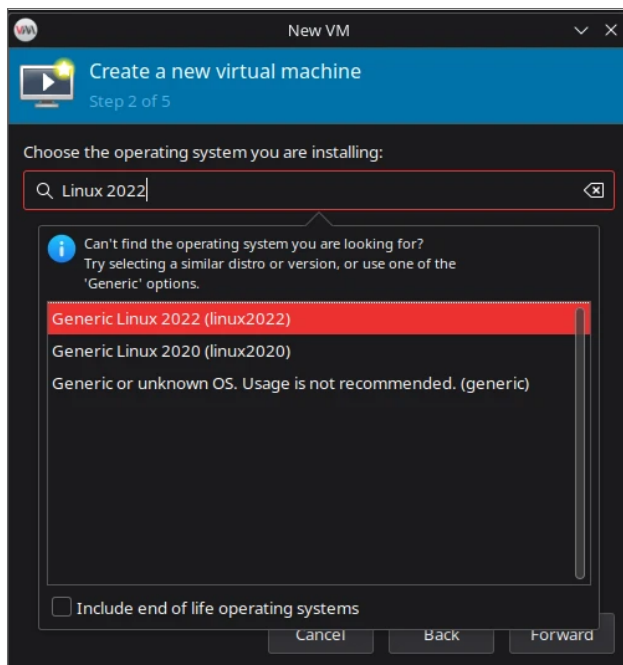 New VM
Create a new virtual machine
Step 2 of 5
Choose the operating system you are installing:
Linux 2022
Can't find the operating system you are looking for?
Try selecting a similar distro or version, or use one of the
'Generic' options.
Generic Linux 2022 (linux2022)
Generic Linux 2020 (linux2020)
Generic or unknown OS. Usage is not recommended. (generic)
Include end of life operating systems
Cancel Back Forward